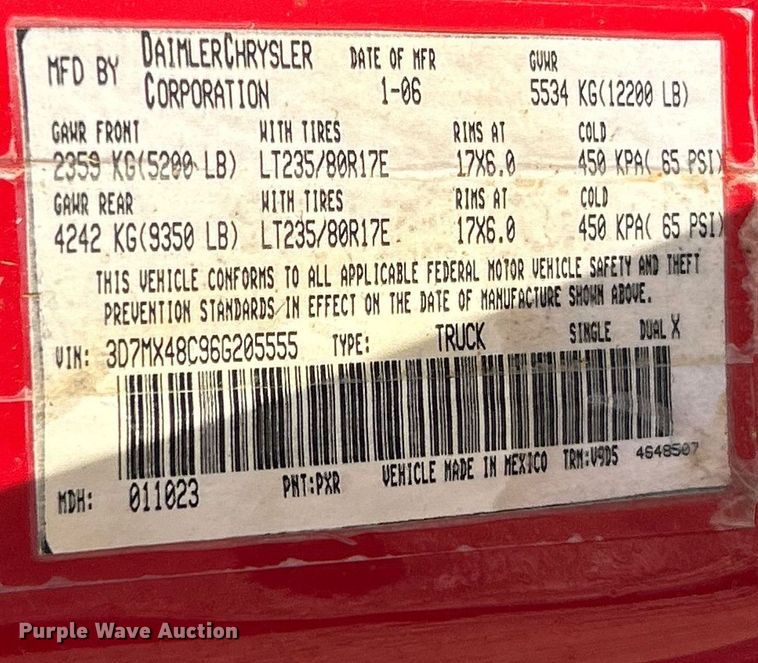 MFD BY DAIMLERCHRYSLER CORPORATION DATE OF MFR 1-06 GVWR 5534 KG(12200 LB)
GAWR FRONT WITH TIRES RIMS AT COLD
2359 KG(5200 LB) LT235/80R17E 17X6.0 450 KPA( 65 PSI)
GAWR REAR WITH TIRES RIMS AT COLD
4242 KG(9350 LB) LT235/80R17E 17X6.0 450 KPA( 65 PSI)
THIS VEHICLE CONFORMS TO ALL APPLICABLE FEDERAL MOTOR VEHICLE SAFETY AND THEFT
PREVENTION STANDARDS IN EFFECT ON THE DATE OF MANUFACTURE SHOWN ABOVE.
VIN: 3D7MX48C96G205555 TYPE: TRUCK SINGLE DUAL X
MDH: 011023 PNT:PXR VEHICLE MADE IN MEXICO TRM:V9D5 4648507
Purple Wave Auction